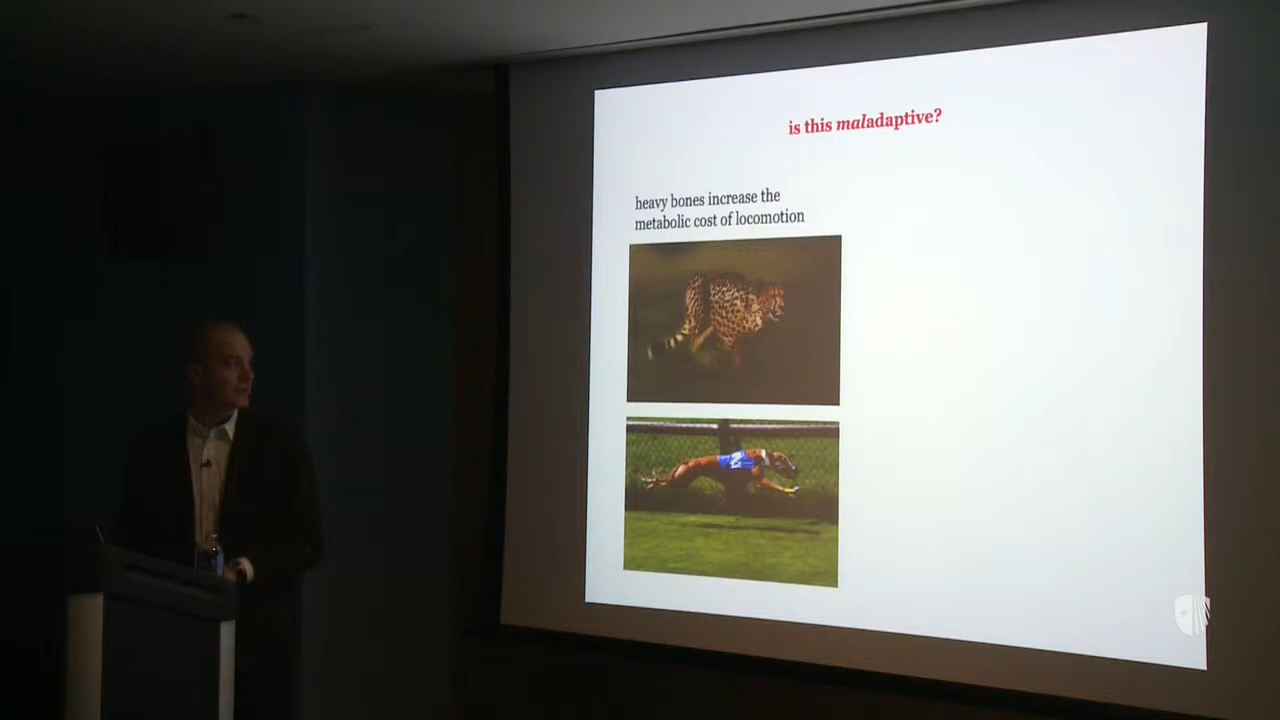 is this maladaptive?
heavy bones increase the
metabolic cost of locomotion